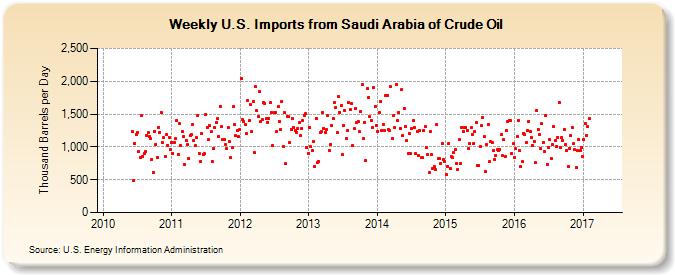 Weekly U.S. Imports from Saudi Arabia of Crude Oil
Thousand Barrels per Day
2,500
2,000
1,500
1,000
500
0
2010 2011 2012 2013 2014 2015 2016 2017
Source: U.S. Energy Information Administration